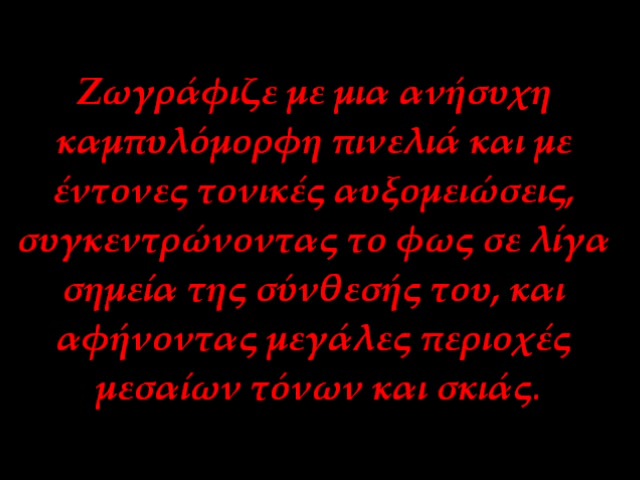 Ζωγράφιζε με μια ανήσυχη
καμπυλόμορφη πινελιά και με
έντονες τονικές αυξομειώσεις,
συγκεντρώνοντας το φως σε λίγα
σημεία της σύνθεσής του, και
αφήνοντας μεγάλες περιοχές
μεσαίων τόνων και σκιάς.